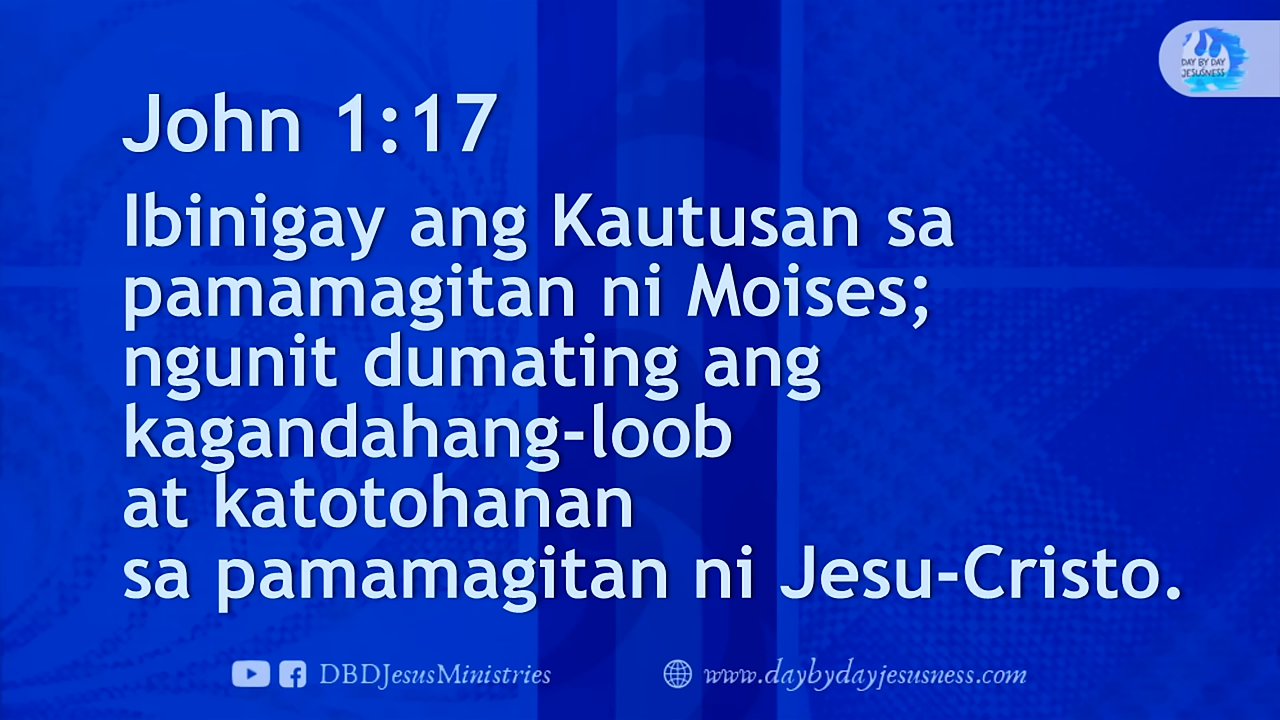 DAY BY DAY
JESUSNESS
John 1:17
Ibinigay ang Kautusan sa
pamamagitan ni Moises;
ngunit dumating ang
kagandahang-loob
at katotohanan
sa pamamagitan ni Jesu-Cristo.
DBDJesusMinistries
www.daybydayjesusness.com